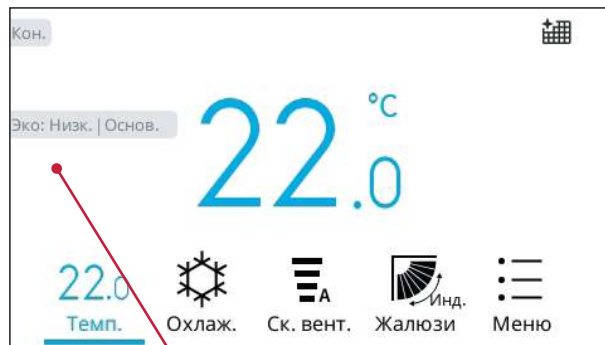 Кон.
Эко: Низк. | Основ.
22.0 °C
22.0
A
Инд.
Темп. Охлаж. Ск. вент. Жалюзи Меню